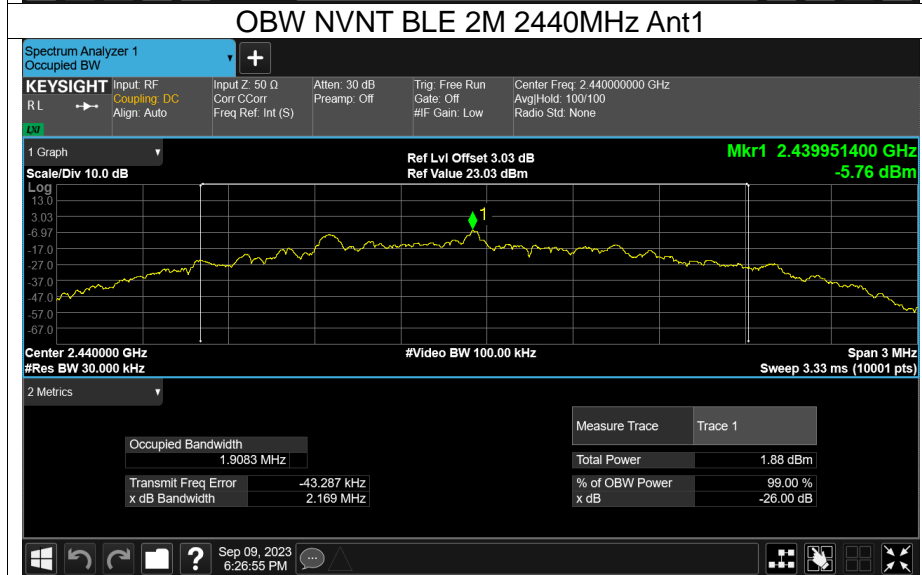 OBW NVNT BLE 2M 2440MHz Ant1
Spectrum Analyzer 1
Occupied BW
+
KEYSIGHT Input: RF Input Z: 50 Ω Atten: 30 dB Trig: Free Run Center Freq: 2.440000000 GHz
RL Coupling: DC Corr CCorr Preamp: Off Gate: Off Avg|Hold: 100/100
Align: Auto Freq Ref: Int (S) #IF Gain: Low Radio Std: None
LXI
1 Graph Ref Lvl Offset 3.03 dB Mkr1 2.439951400 GHz
Scale/Div 10.0 dB Ref Value 23.03 dBm -5.76 dBm
Log
13.0
3.03
-6.97
-17.0
-27.0
-37.0
-47.0
-57.0
-67.0
1
Center 2.440000 GHz #Video BW 100.00 kHz Span 3 MHz
#Res BW 30.000 kHz Sweep 3.33 ms (10001 pts)
2 Metrics
Measure Trace Trace 1
Occupied Bandwidth
1.9083 MHz Total Power 1.88 dBm
Transmit Freq Error -43.287 kHz % of OBW Power 99.00 %
x dB Bandwidth 2.169 MHz x dB -26.00 dB
? Sep 09, 2023
6:26:55 PM